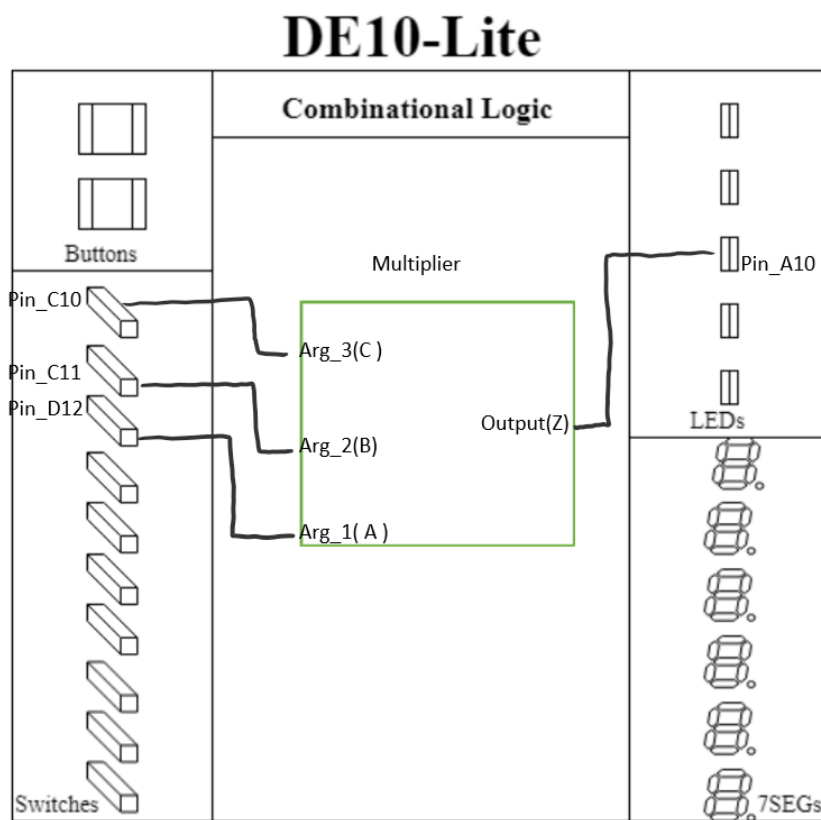 DE10-Lite
Combinational Logic
Buttons
Multiplier
Pin_A10
Pin_C10
Arg_3(C )
Pin_C11
Pin_D12
Arg_2(B)
Output(Z)
LEDs
Arg_1( A )
Switches
7SEGs